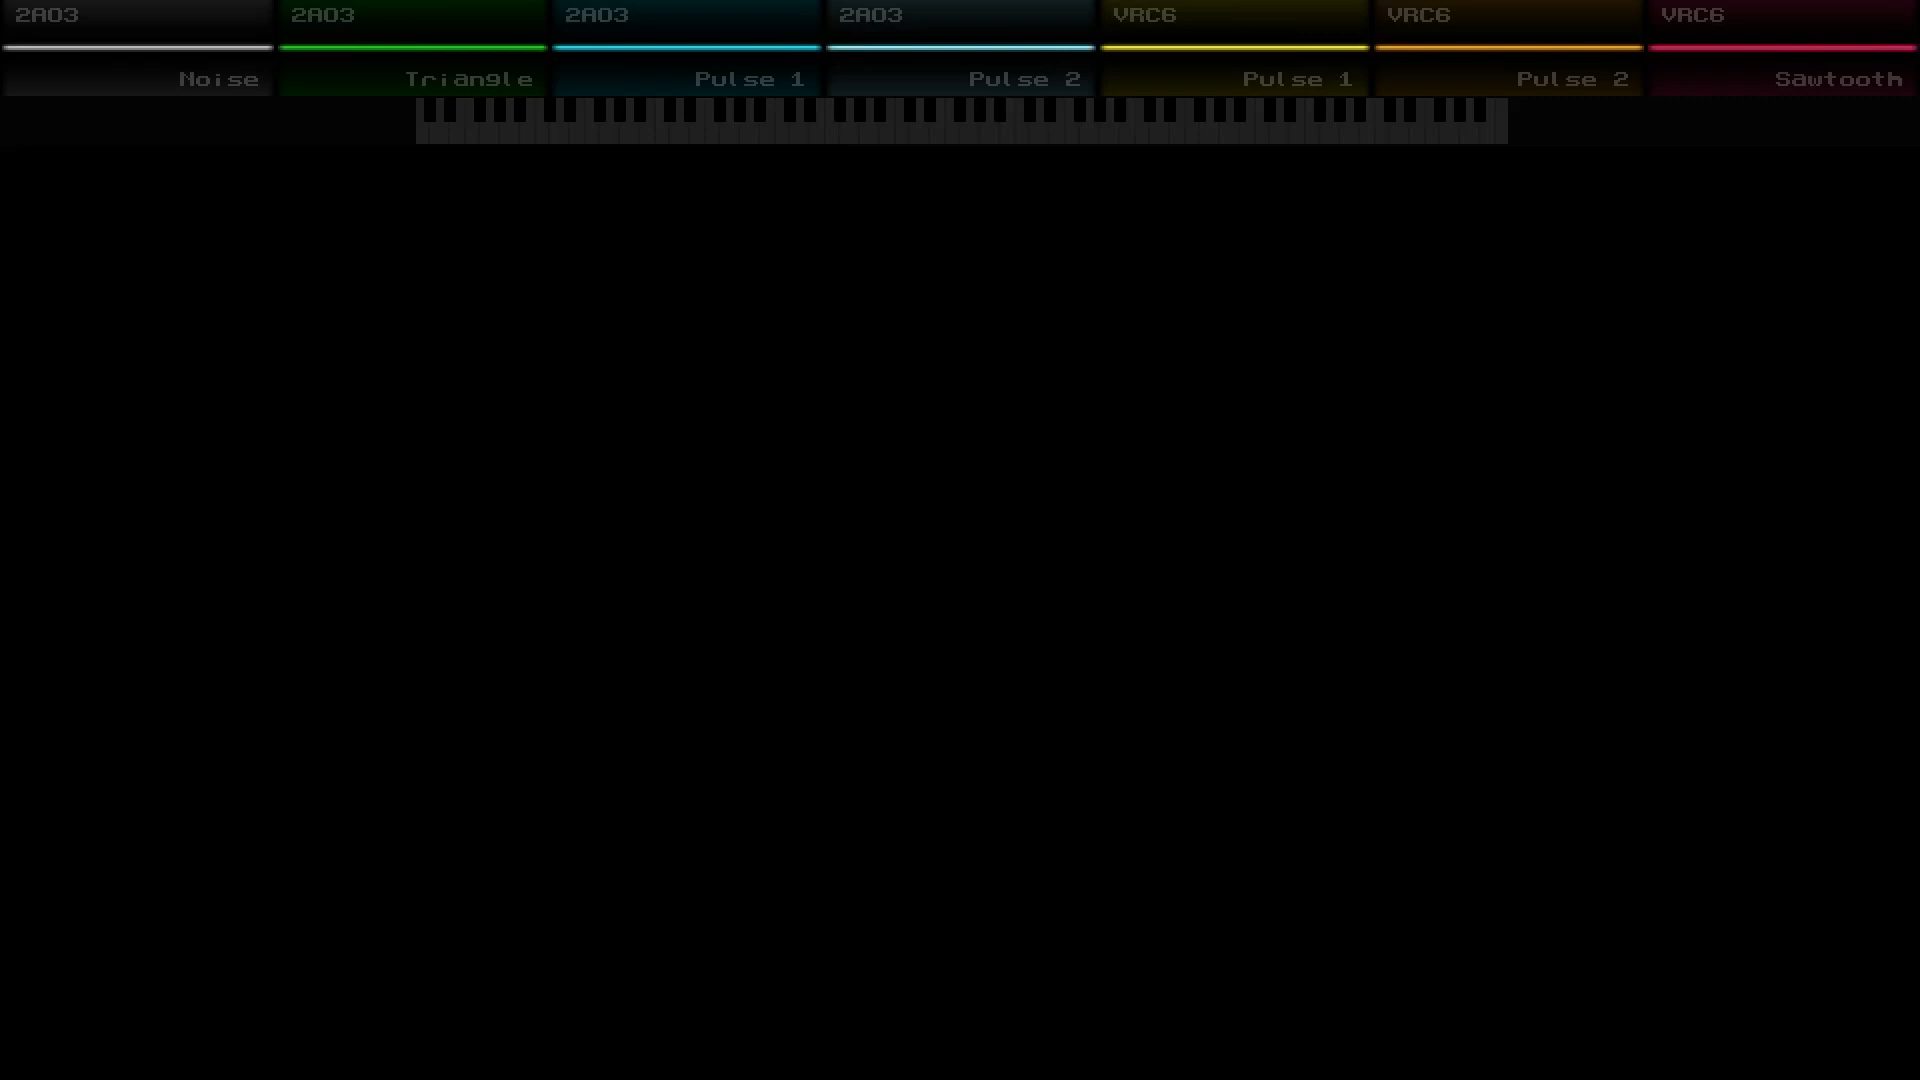 2A03 2A03 2A03 2A03 VRC6 VRC6 VRC6
Noise Triangle Pulse 1 Pulse 2 Pulse 1 Pulse 2 Sawtooth